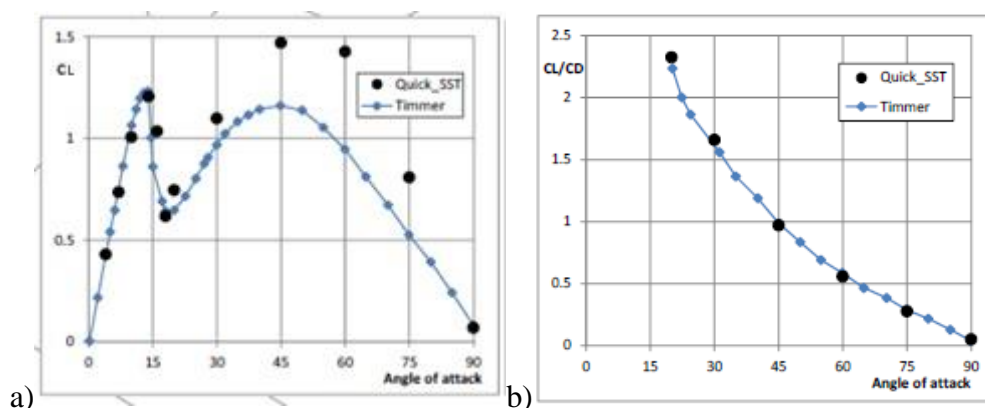 1.5
CL
Quick_SST
Timmer
1
0.5
0
0 15 30 45 60 75 90
Angle of attack
a)
2.5
CL/CD
Quick_SST
Timmer
2
1.5
1
0.5
0
0 15 30 45 60 75 90
Angle of attack
b)